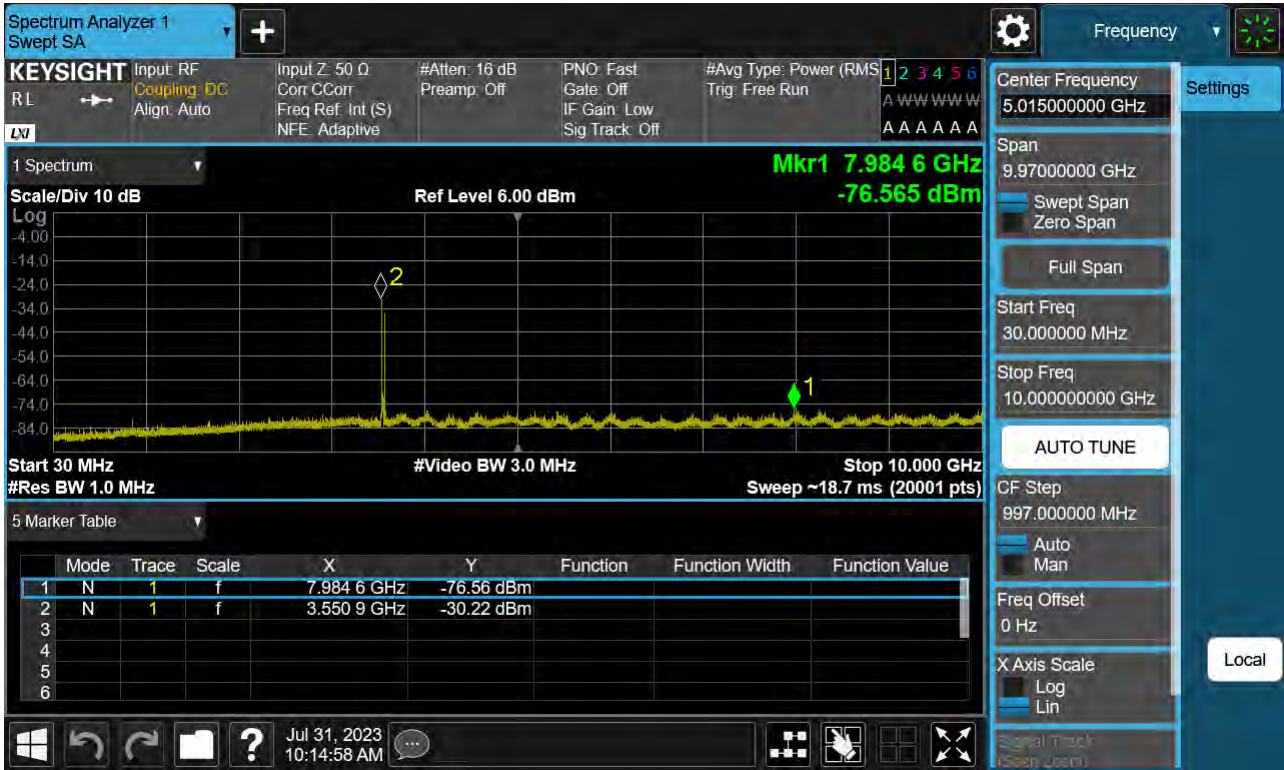 Spectrum Analyzer 1
Swept SA
Frequency
KEYSIGHT
RL
LXI
Input: RF
Coupling: DC
Align: Auto
Input Z: 50 Ω
Corr CCorr
Freq Ref: Int (S)
NFE: Adaptive
#Atten: 16 dB
Preamp: Off
PNO: Fast
Gate: Off
IF Gain: Low
Sig Track: Off
#Avg Type: Power (RMS
Trig: Free Run
1 2 3 4 5 6
A W W W W W
A A A A A A
1 Spectrum
Scale/Div 10 dB
Ref Level 6.00 dBm
Mkr1 7.984 6 GHz
-76.565 dBm
Log
-4.00
-14.0
-24.0
-34.0
-44.0
-54.0
-64.0
-74.0
-84.0
2
1
Start 30 MHz
#Video BW 3.0 MHz
Stop 10.000 GHz
#Res BW 1.0 MHz
Sweep ~18.7 ms (20001 pts)
5 Marker Table
Mode Trace Scale X Y Function Function Width Function Value
1 N 1 f 7.984 6 GHz -76.56 dBm
2 N 1 f 3.550 9 GHz -30.22 dBm
3
4
5
6
Jul 31, 2023
10:14:58 AM
Center Frequency
5.015000000 GHz
Settings
Span
9.97000000 GHz
Swept Span
Zero Span
Full Span
Start Freq
30.000000 MHz
Stop Freq
10.000000000 GHz
AUTO TUNE
CF Step
997.000000 MHz
Auto
Man
Freq Offset
0 Hz
X Axis Scale
Log
Lin
Local
Signal Track
(Span Zoom)